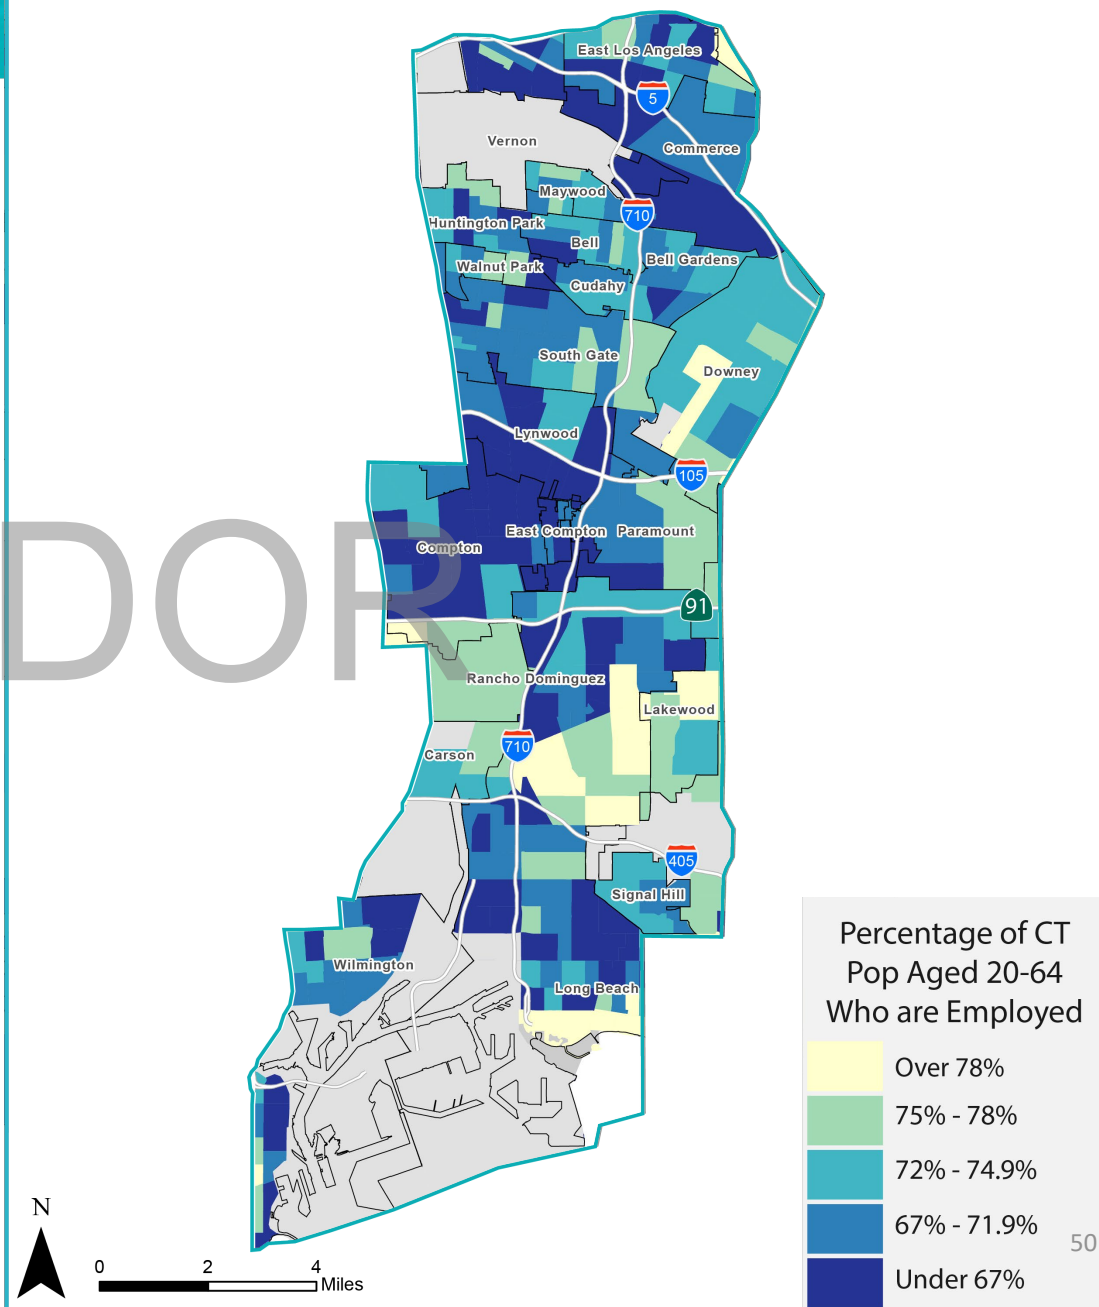 East Los Angeles
5
Vernon
Commerce
Maywood
710
Huntington Park
Bell
Walnut Park
Bell Gardens
Cudahy
South Gate
Downey
Lynwood
105
East Compton
Paramount
Compton
DOR
91
Rancho Dominguez
Lakewood
710
Carson
405
Signal Hill
Wilmington
Long Beach
Percentage of CT
Pop Aged 20-64
Who are Employed
Over 78%
75% - 78%
72% - 74.9%
67% - 71.9%
Under 67%
50
N
0 2 4
Miles